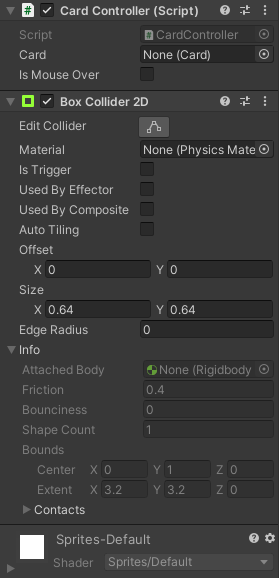 Card Controller (Script)
Script CardController
Card None (Card)
Is Mouse Over
Box Collider 2D
Edit Collider
Material None (Physics Mate
Is Trigger
Used By Effector
Used By Composite
Auto Tiling
Offset
X 0 Y 0
Size
X 0.64 Y 0.64
Edge Radius 0
Info
Attached Body None (Rigidbody
Friction 0.4
Bounciness 0
Shape Count 1
Bounds
Center X 0 Y 1 Z 0
Extent X 3.2 Y 3.2 Z 0
Contacts
Sprites-Default
Shader Sprites/Default